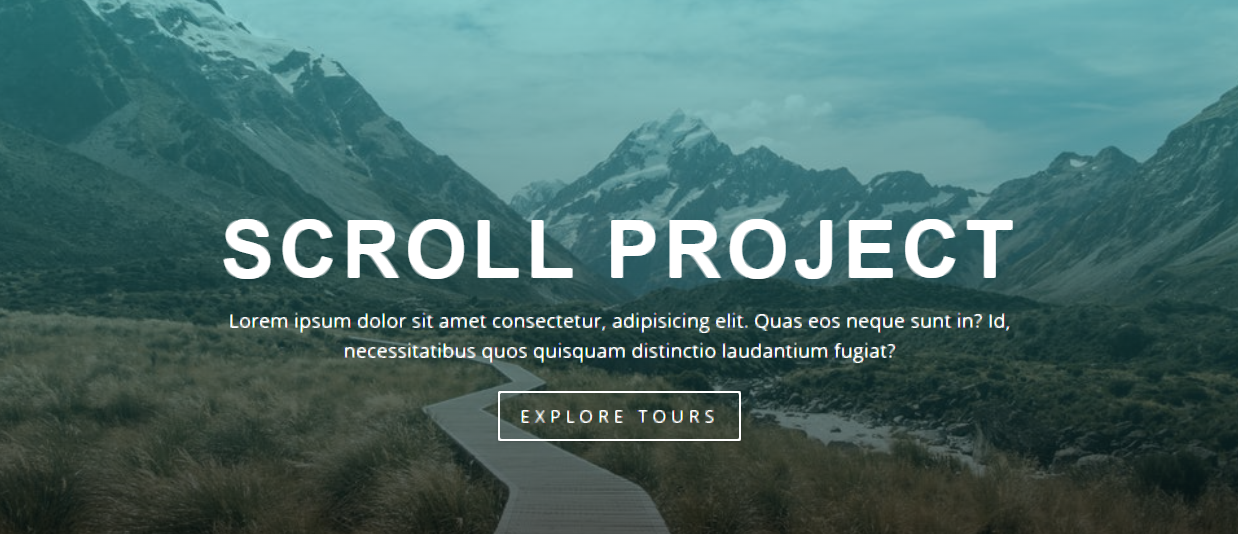 SCROLL PROJECT
Lorem ipsum dolor sit amet consectetur, adipisicing elit. Quas eos neque sunt in? Id,
necessitatibus quos quisquam distinctio laudantium fugiat?
EXPLORE TOURS